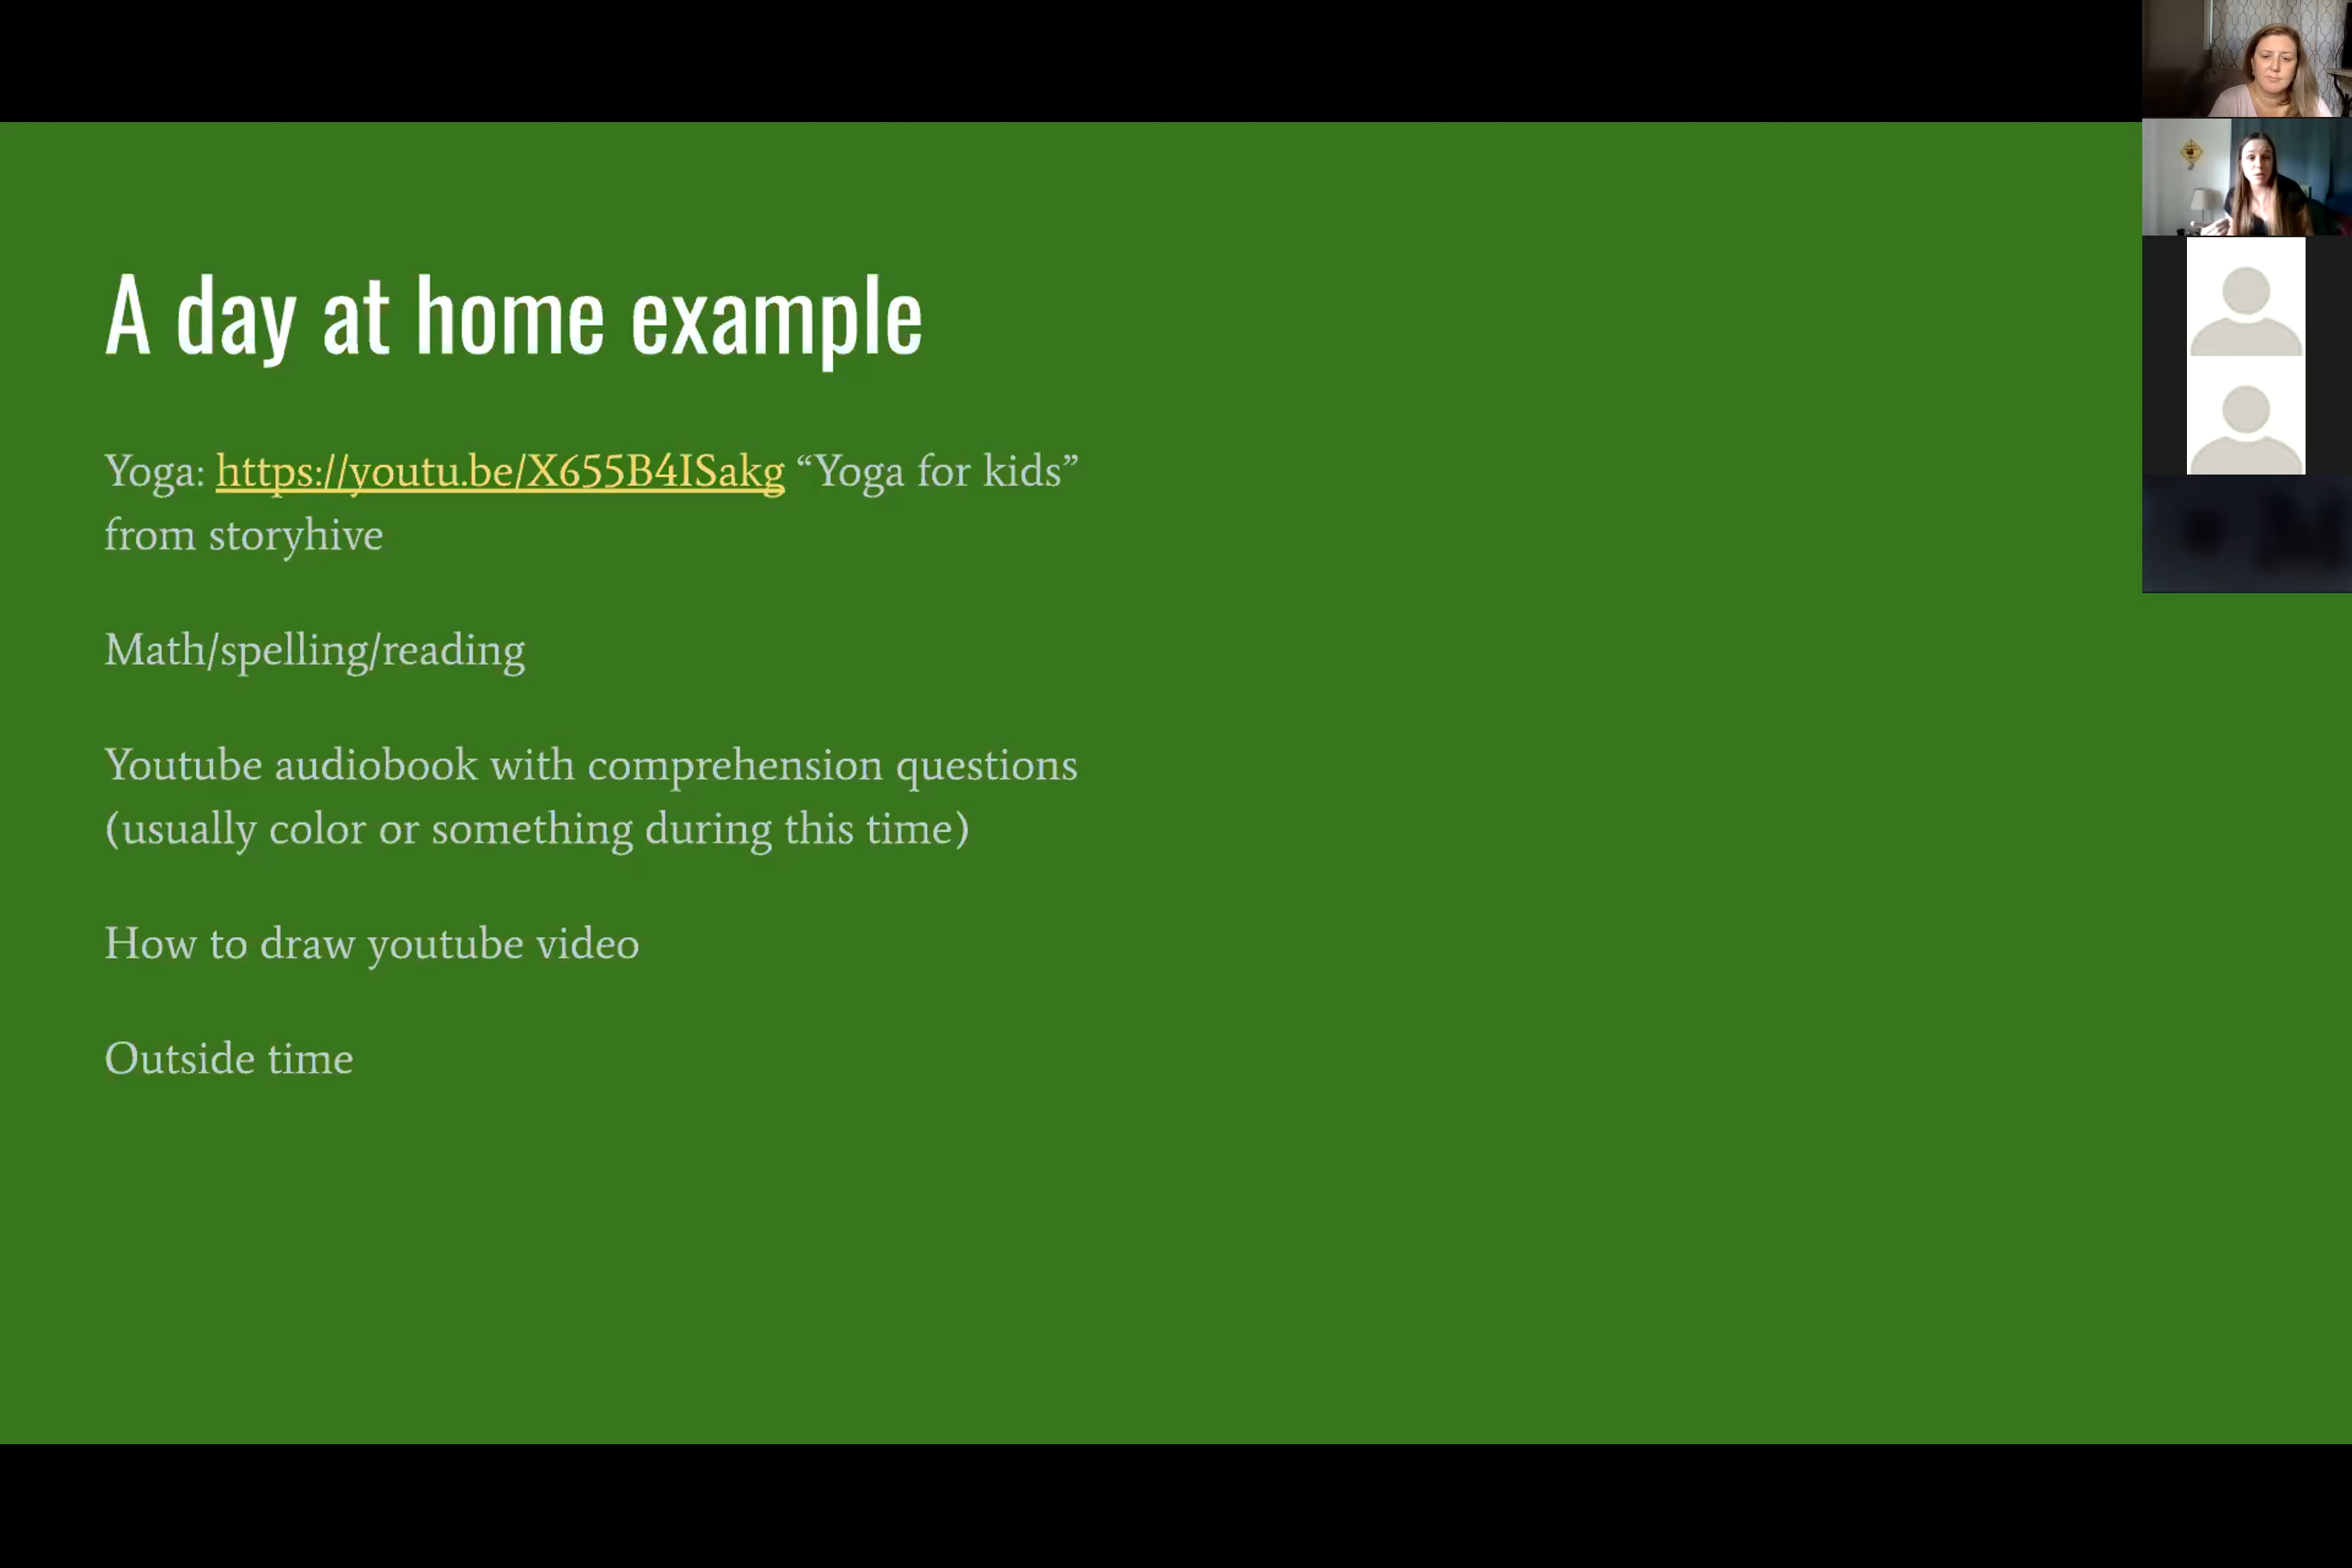 A day at home example
Yoga: https://youtu.be/X655B4ISakg “Yoga for kids”
from storyhive
Math/spelling/reading
Youtube audiobook with comprehension questions
(usually color or something during this time)
How to draw youtube video
Outside time